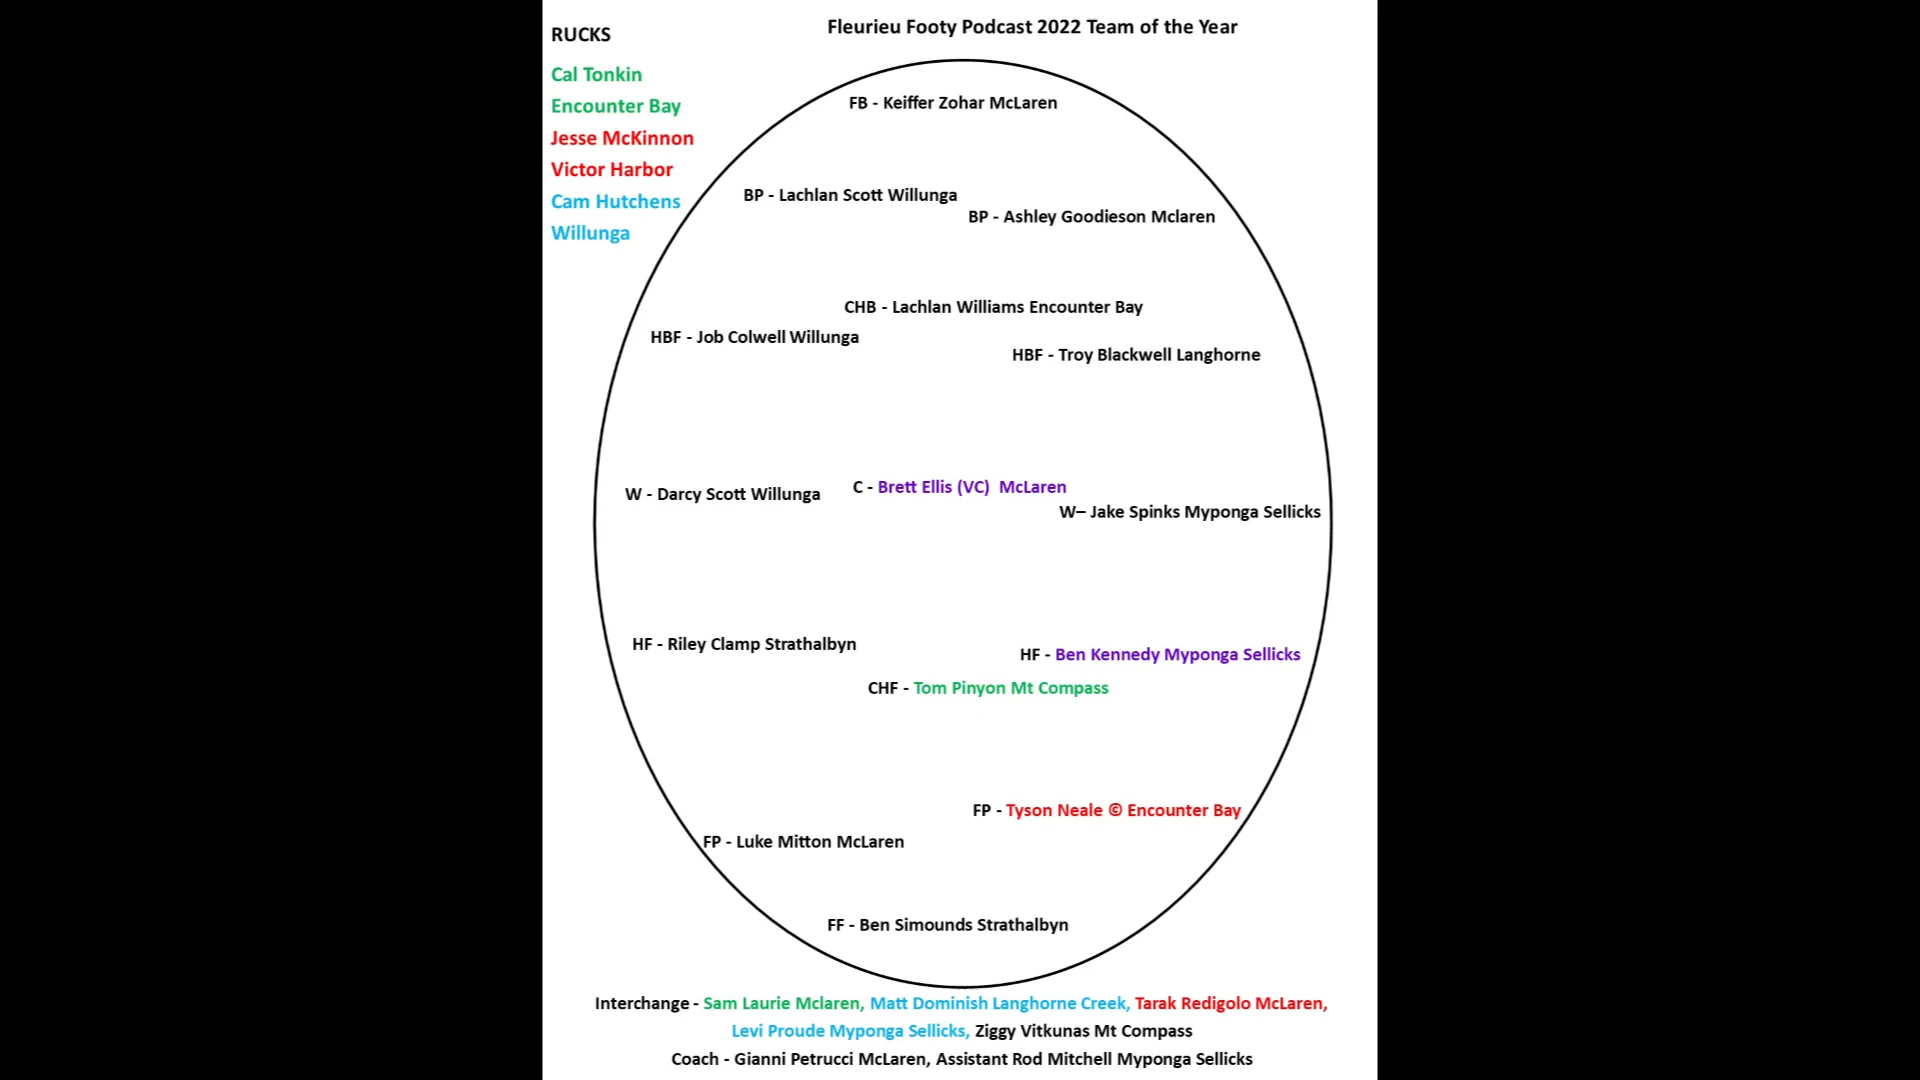 Fleurieu Footy Podcast 2022 Team of the Year
RUCKS
Cal Tonkin
Encounter Bay
Jesse McKinnon
Victor Harbor
Cam Hutchens
Willunga
FB - Keiffer Zohar McLaren
BP - Lachlan Scott Willunga
BP - Ashley Goodieson Mclaren
CHB - Lachlan Williams Encounter Bay
HBF - Job Colwell Willunga
HBF - Troy Blackwell Langhorne
W - Darcy Scott Willunga
C - Brett Ellis (VC)  McLaren
W– Jake Spinks Myponga Sellicks
HF - Riley Clamp Strathalbyn
HF - Ben Kennedy Myponga Sellicks
CHF - Tom Pinyon Mt Compass
FP - Tyson Neale © Encounter Bay
FP - Luke Mitton McLaren
FF - Ben Simounds Strathalbyn
Interchange - Sam Laurie Mclaren, Matt Dominish Langhorne Creek, Tarak Redigolo McLaren,
Levi Proude Myponga Sellicks, Ziggy Vitkunas Mt Compass
Coach - Gianni Petrucci McLaren, Assistant Rod Mitchell Myponga Sellicks